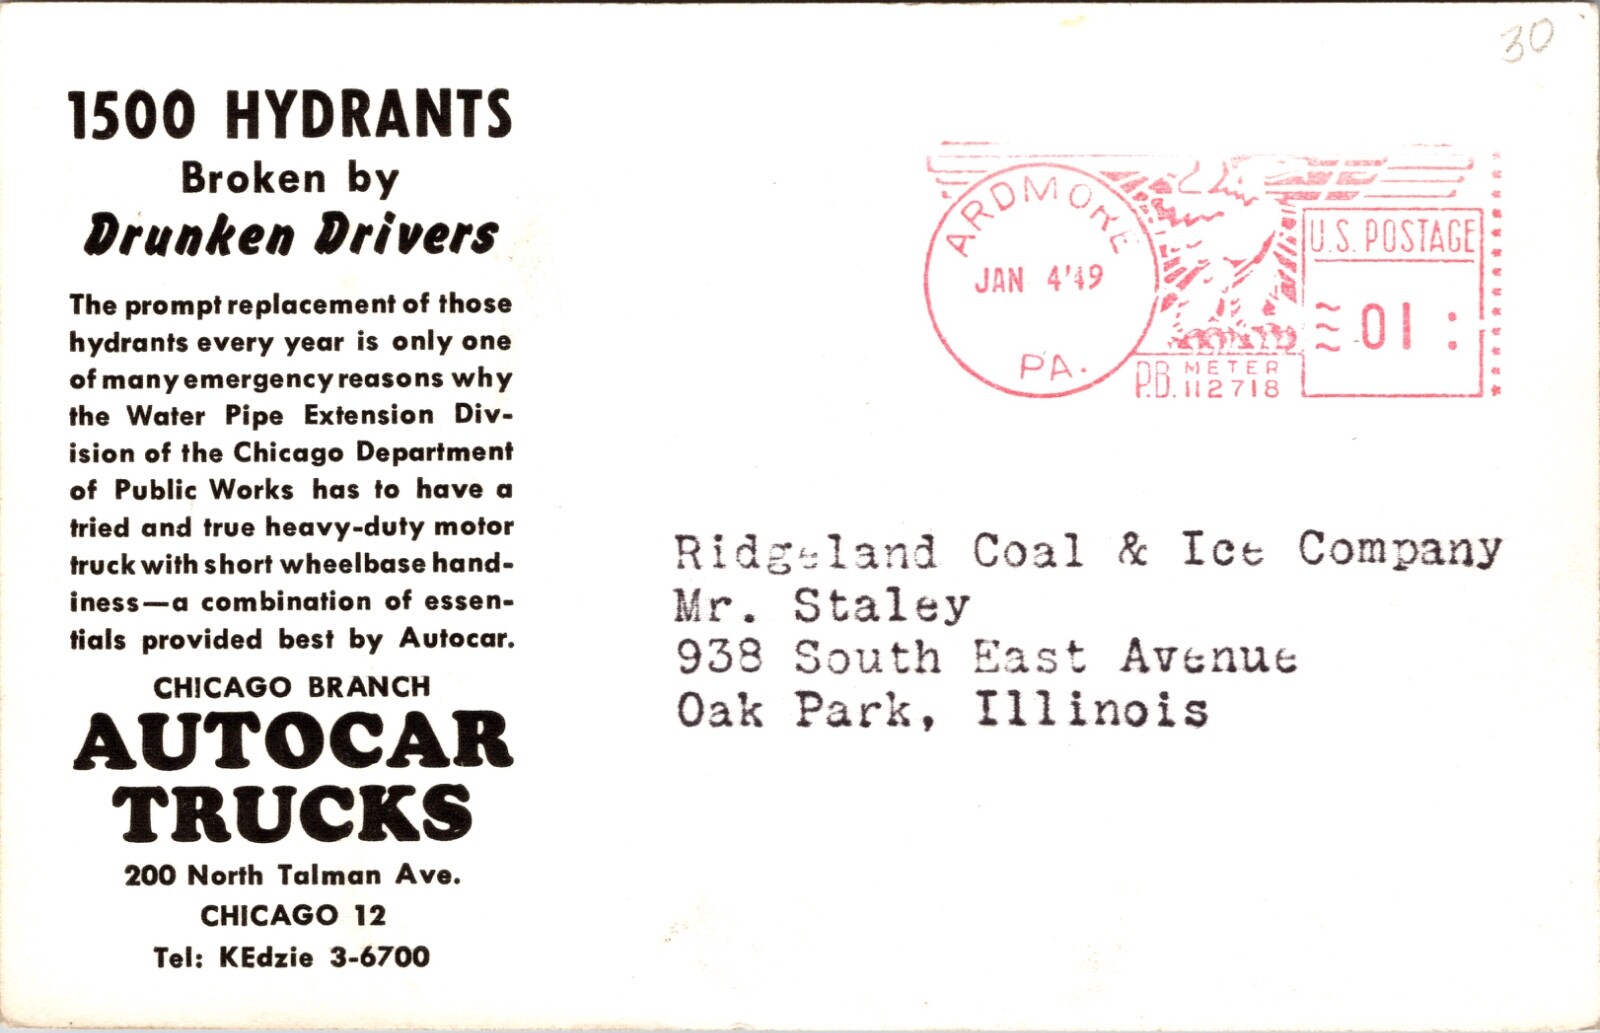 30
1500 HYDRANTS
Broken by
Drunken Drivers
The prompt replacement of those
hydrants every year is only one
of many emergency reasons why
the Water Pipe Extension Div-
ision of the Chicago Department
of Public Works has to have a
tried and true heavy-duty motor
truck with short wheelbase hand-
iness—a combination of essen-
tials provided best by Autocar.
CHICAGO BRANCH
AUTOCAR
TRUCKS
200 North Talman Ave.
CHICAGO 12
Tel: KEdzie 3-6700
ARDMORE
JAN 4'49
PA.
P.B. METER
112718
U.S. POSTAGE
01 :
Ridgeland Coal & Ice Company
Mr. Staley
938 South East Avenue
Oak Park, Illinois